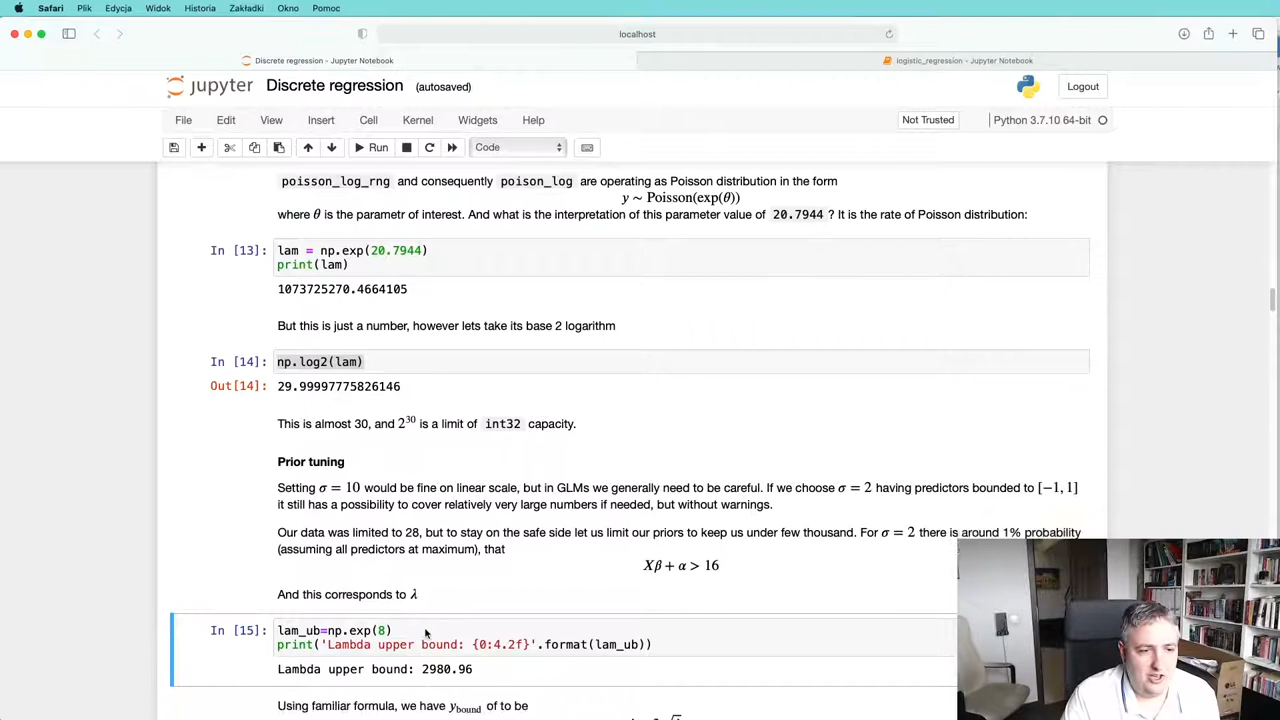 Safari Plik Edycja Widok Historia Zakładki Okno Pomoc
localhost
Discrete regression - Jupyter Notebook
logistic_regression - Jupyter Notebook
jupyter Discrete regression (autosaved)
Logout
File Edit View Insert Cell Kernel Widgets Help
Not Trusted
Python 3.7.10 64-bit
Run
Code
poisson_log_rng and consequently poison_log are operating as Poisson distribution in the form
y ∼ Poisson(exp(θ))
where θ is the parametr of interest. And what is the interpretation of this parameter value of 20.7944 ? It is the rate of Poisson distribution:
In [13]: lam = np.exp(20.7944)
print(lam)
1073725270.4664105
But this is just a number, however lets take its base 2 logarithm
In [14]: np.log2(lam)
Out[14]: 29.99997775826146
This is almost 30, and 2³⁰ is a limit of int32 capacity.
Prior tuning
Setting σ = 10 would be fine on linear scale, but in GLMs we generally need to be careful. If we choose σ = 2 having predictors bounded to [−1, 1]
it still has a possibility to cover relatively very large numbers if needed, but without warnings.
Our data was limited to 28, but to stay on the safe side let us limit our priors to keep us under few thousand. For σ = 2 there is around 1% probability
(assuming all predictors at maximum), that
Xβ + α > 16
And this corresponds to λ
In [15]: lam_ub=np.exp(8)
print('Lambda upper bound: {0:4.2f}'.format(lam_ub))
Lambda upper bound: 2980.96
Using familiar formula, we have y bound of to be